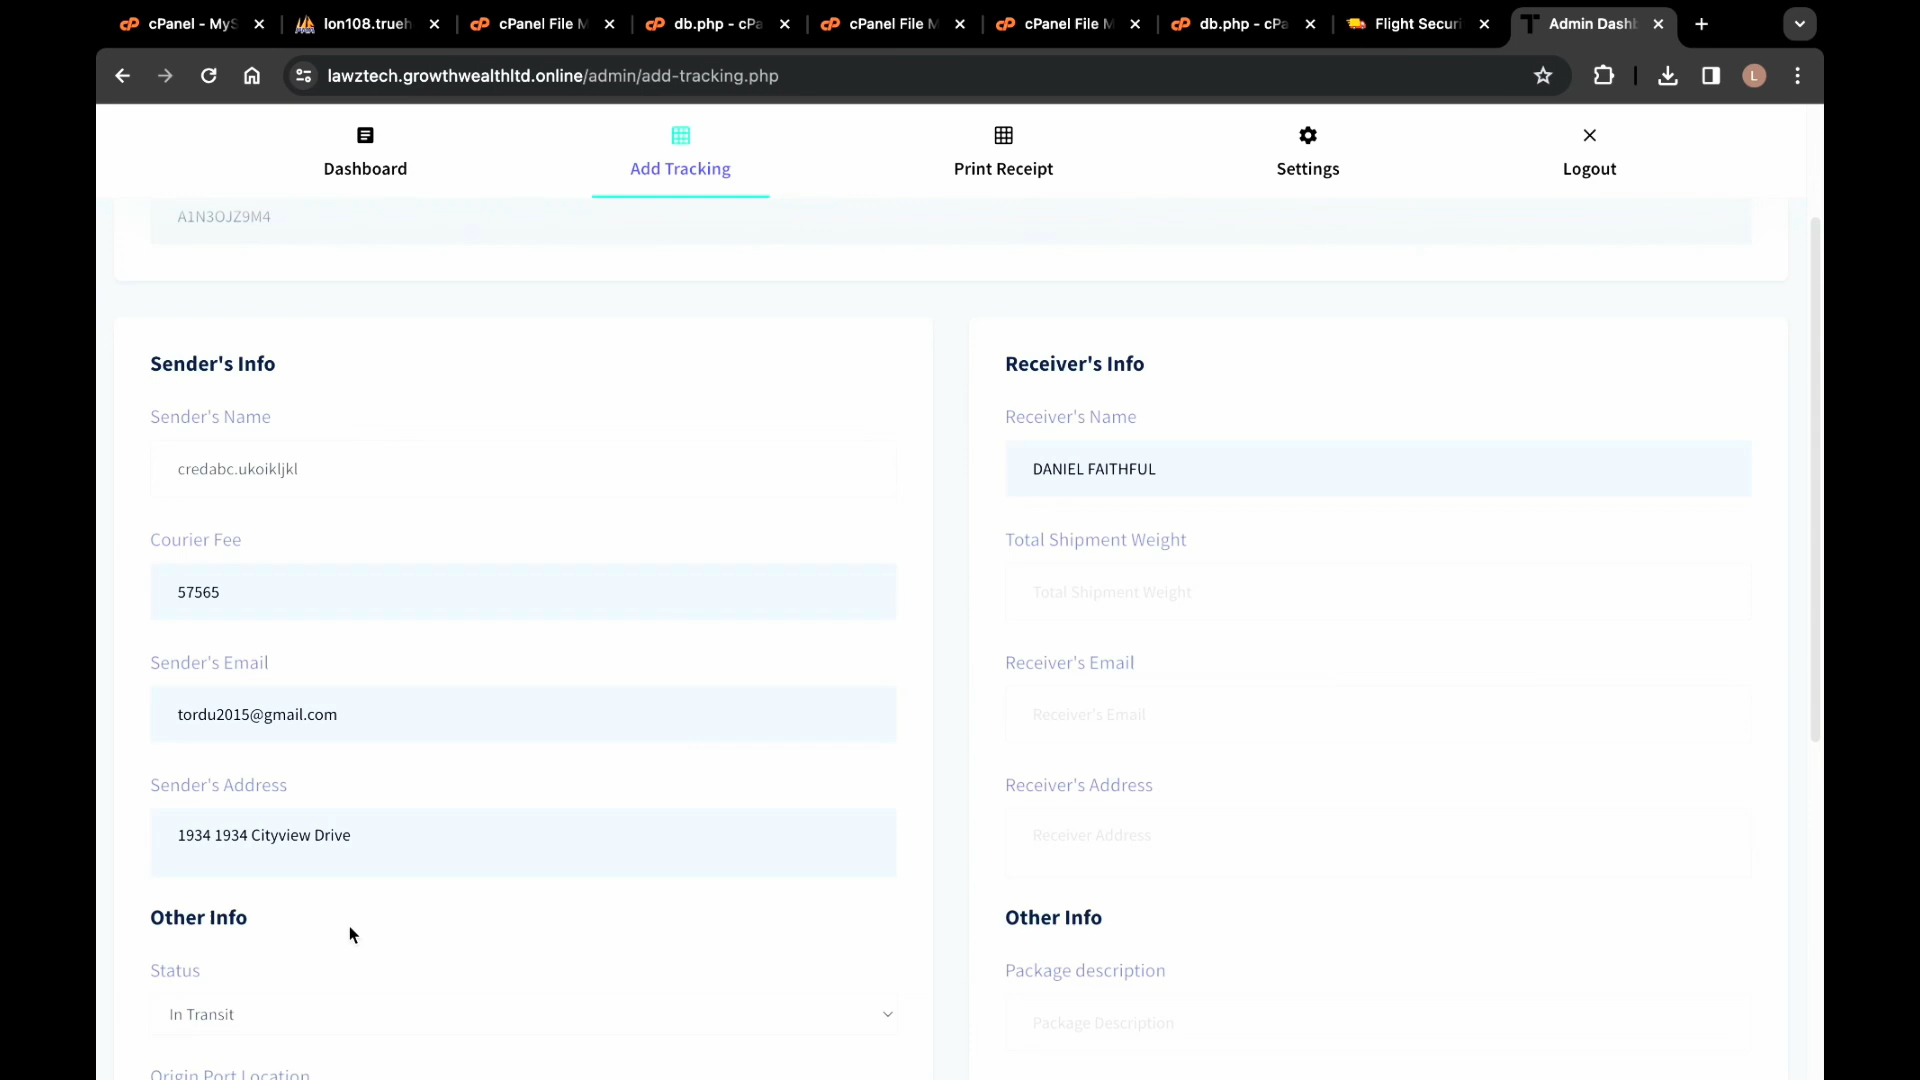 cPanel - MyS
lon108.trueh
cPanel File M
db.php - cPa
cPanel File M
cPanel File M
db.php - cPa
Flight Securi
Admin Dashb
lawztech.growthwealthltd.online/admin/add-tracking.php
L
Dashboard
Add Tracking
Print Receipt
Settings
Logout
A1N3OJZ9M4
Sender's Info
Sender's Name
credabc.ukoikljkl
Courier Fee
57565
Sender's Email
tordu2015@gmail.com
Sender's Address
1934 1934 Cityview Drive
Other Info
Status
In Transit
Origin Port Location
Receiver's Info
Receiver's Name
DANIEL FAITHFUL
Total Shipment Weight
Total Shipment Weight
Receiver's Email
Receiver's Email
Receiver's Address
Receiver Address
Other Info
Package description
Package Description